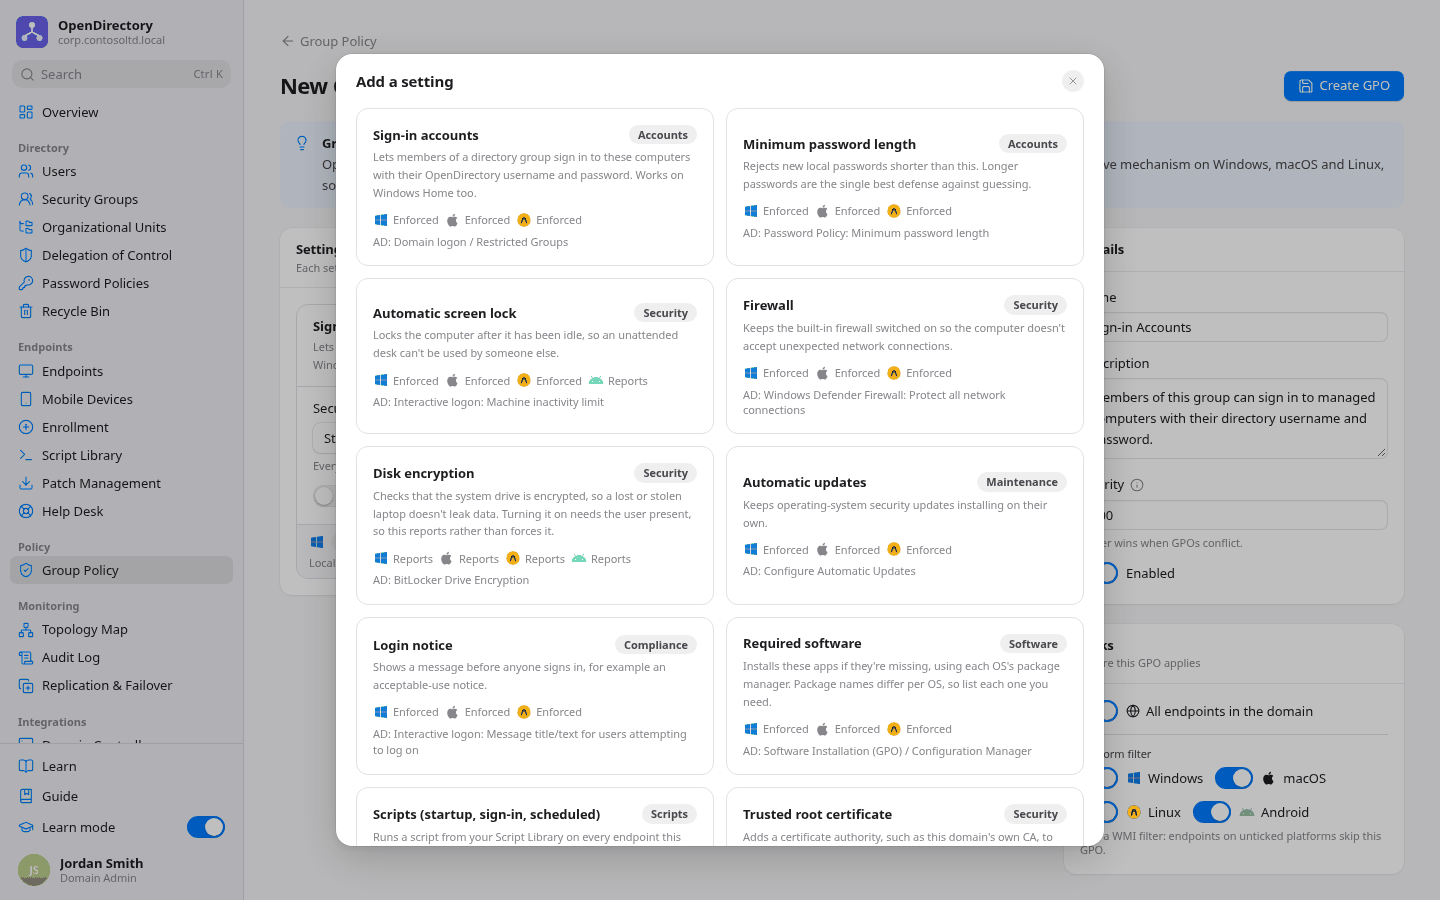 OpenDirectory
corp.contosoltd.local
Search
Ctrl K
Overview
Directory
Users
Security Groups
Organizational Units
Delegation of Control
Password Policies
Recycle Bin
Endpoints
Endpoints
Mobile Devices
Enrollment
Script Library
Patch Management
Help Desk
Policy
Group Policy
Monitoring
Topology Map
Audit Log
Replication & Failover
Integrations
Learn
Guide
Learn mode
JS
Jordan Smith
Domain Admin
Group Policy
New
Create GPO
ve mechanism on Windows, macOS and Linux,
Add a setting
Sign-in accounts
Accounts
Lets members of a directory group sign in to these computers
with their OpenDirectory username and password. Works on
Windows Home too.
Enforced Enforced Enforced
AD: Domain logon / Restricted Groups
Minimum password length
Accounts
Rejects new local passwords shorter than this. Longer
passwords are the single best defense against guessing.
Enforced Enforced Enforced
AD: Password Policy: Minimum password length
Automatic screen lock
Security
Locks the computer after it has been idle, so an unattended
desk can't be used by someone else.
Enforced Enforced Enforced Reports
AD: Interactive logon: Machine inactivity limit
Firewall
Security
Keeps the built-in firewall switched on so the computer doesn't
accept unexpected network connections.
Enforced Enforced Enforced
AD: Windows Defender Firewall: Protect all network
connections
Disk encryption
Security
Checks that the system drive is encrypted, so a lost or stolen
laptop doesn't leak data. Turning it on needs the user present,
so this reports rather than forces it.
Reports Reports Reports Reports
AD: BitLocker Drive Encryption
Automatic updates
Maintenance
Keeps operating-system security updates installing on their
own.
Enforced Enforced Enforced
AD: Configure Automatic Updates
Login notice
Compliance
Shows a message before anyone signs in, for example an
acceptable-use notice.
Enforced Enforced Enforced
AD: Interactive logon: Message title/text for users attempting
to log on
Required software
Software
Installs these apps if they're missing, using each OS's package
manager. Package names differ per OS, so list each one you
need.
Enforced Enforced Enforced
AD: Software Installation (GPO) / Configuration Manager
Scripts (startup, sign-in, scheduled)
Scripts
Runs a script from your Script Library on every endpoint this
Trusted root certificate
Security
Adds a certificate authority, such as this domain's own CA, to
ails
me
gn-in Accounts
cription
embers of this group can sign in to managed
mputers with their directory username and
ssword.
rity
00
er wins when GPOs conflict.
Enabled
ks
re this GPO applies
All endpoints in the domain
orm filter
Windows macOS
Linux Android
a WMI filter: endpoints on unticked platforms skip this
GPO.